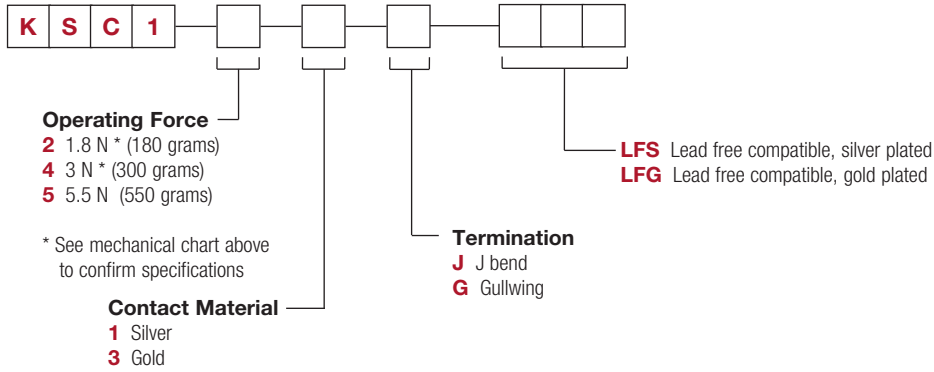 K S C 1
Operating Force
2 1.8 N * (180 grams)
4 3 N * (300 grams)
5 5.5 N (550 grams)
* See mechanical chart above
to confirm specifications
Contact Material
1 Silver
3 Gold
Termination
J J bend
G Gullwing
LFS Lead free compatible, silver plated
LFG Lead free compatible, gold plated